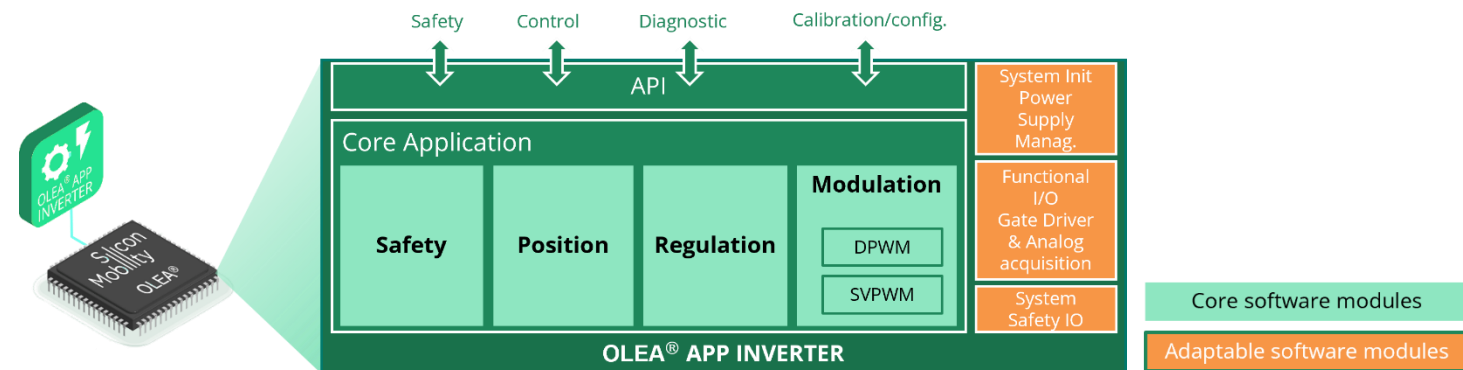 Safety
Control
Diagnostic
Calibration/config.
API
System Init
Power
Supply
Manag.
Core Application
Safety
Position
Regulation
Modulation
DPWM
SVPWM
Functional
I/O
Gate Driver
& Analog
acquisition
System
Safety IO
OLEA® APP INVERTER
OLEA® APP
INVERTER
Silicon
Mobility
OLEA®
Core software modules
Adaptable software modules